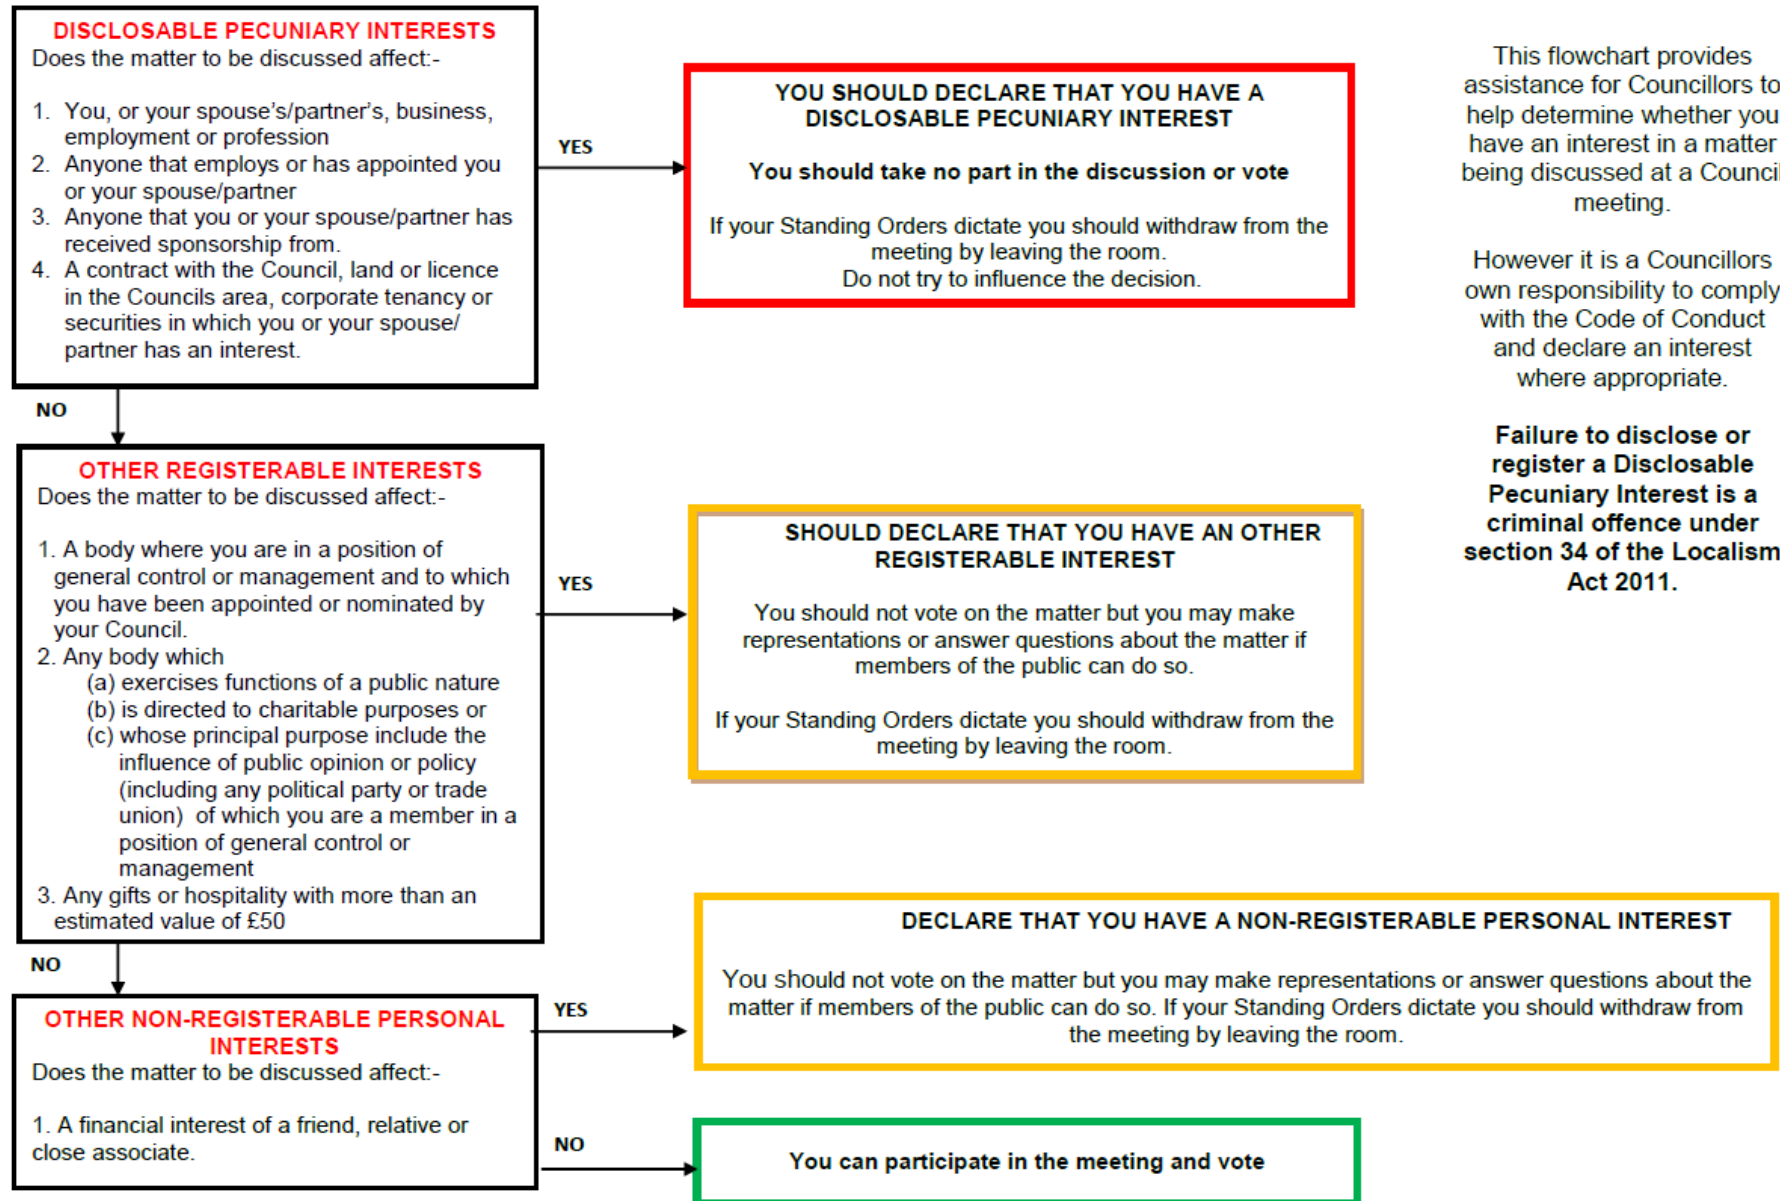 DISCLOSABLE PECUNIARY INTERESTS
Does the matter to be discussed affect:-
1. You, or your spouse's/partner's, business,
employment or profession
2. Anyone that employs or has appointed you
or your spouse/partner
3. Anyone that you or your spouse/partner has
received sponsorship from.
4. A contract with the Council, land or licence
in the Councils area, corporate tenancy or
securities in which you or your spouse/
partner has an interest.
YES
YOU SHOULD DECLARE THAT YOU HAVE A
DISCLOSABLE PECUNIARY INTEREST
You should take no part in the discussion or vote
If your Standing Orders dictate you should withdraw from the
meeting by leaving the room.
Do not try to influence the decision.
This flowchart provides
assistance for Councillors to
help determine whether you
have an interest in a matter
being discussed at a Council
meeting.
However it is a Councillors
own responsibility to comply
with the Code of Conduct
and declare an interest
where appropriate.
Failure to disclose or
register a Disclosable
Pecuniary Interest is a
criminal offence under
section 34 of the Localism
Act 2011.
NO
OTHER REGISTERABLE INTERESTS
Does the matter to be discussed affect:-
1. A body where you are in a position of
general control or management and to which
you have been appointed or nominated by
your Council.
2. Any body which
(a) exercises functions of a public nature
(b) is directed to charitable purposes or
(c) whose principal purpose include the
influence of public opinion or policy
(including any political party or trade
union) of which you are a member in a
position of general control or
management
3. Any gifts or hospitality with more than an
estimated value of £50
YES
SHOULD DECLARE THAT YOU HAVE AN OTHER
REGISTERABLE INTEREST
You should not vote on the matter but you may make
representations or answer questions about the matter if
members of the public can do so.
If your Standing Orders dictate you should withdraw from the
meeting by leaving the room.
NO
OTHER NON-REGISTERABLE PERSONAL
INTERESTS
Does the matter to be discussed affect:-
1. A financial interest of a friend, relative or
close associate.
YES
DECLARE THAT YOU HAVE A NON-REGISTERABLE PERSONAL INTEREST
You should not vote on the matter but you may make representations or answer questions about the
matter if members of the public can do so. If your Standing Orders dictate you should withdraw from
the meeting by leaving the room.
NO
You can participate in the meeting and vote